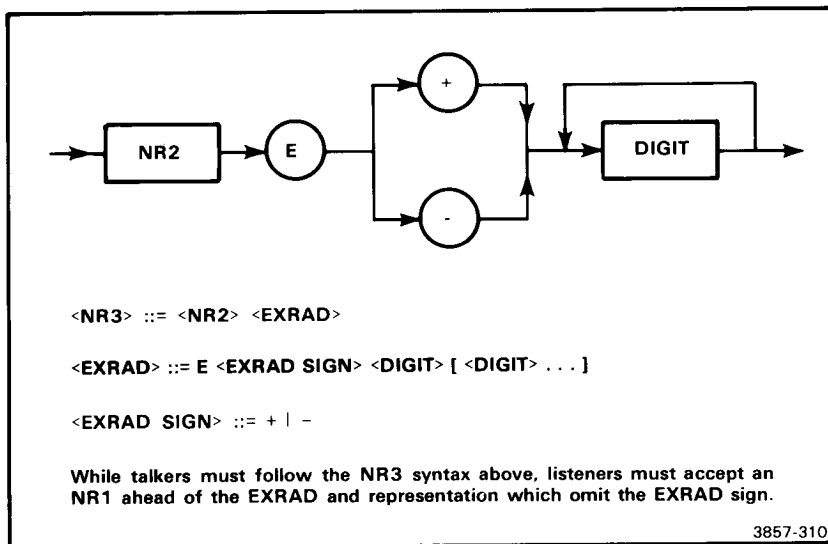 +
NR2
E
DIGIT
-
<NR3> ::= <NR2> <EXRAD>
<EXRAD> ::= E <EXRAD SIGN> <DIGIT> [ <DIGIT> . . . ]
<EXRAD SIGN> ::= + | -
While talkers must follow the NR3 syntax above, listeners must accept an
NR1 ahead of the EXRAD and representation which omit the EXRAD sign.
3857-310